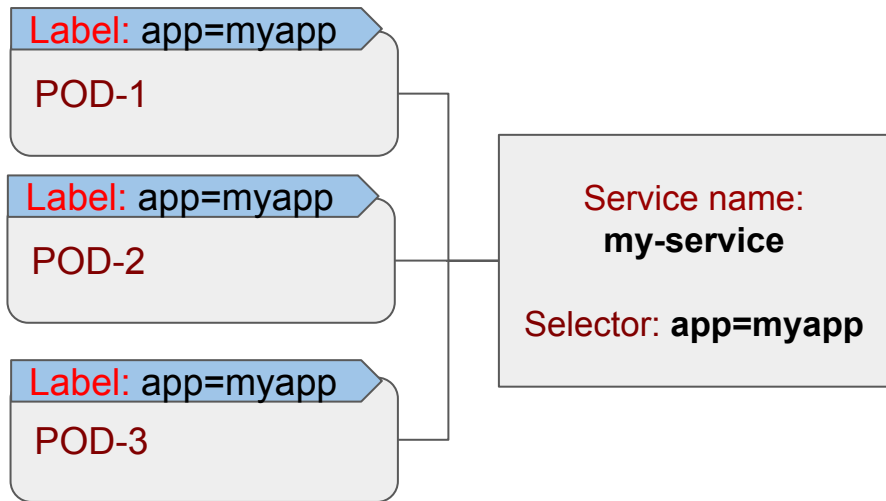 Label: app=myapp
POD-1
Label: app=myapp
POD-2
Label: app=myapp
POD-3
Service name:
my-service
Selector: app=myapp